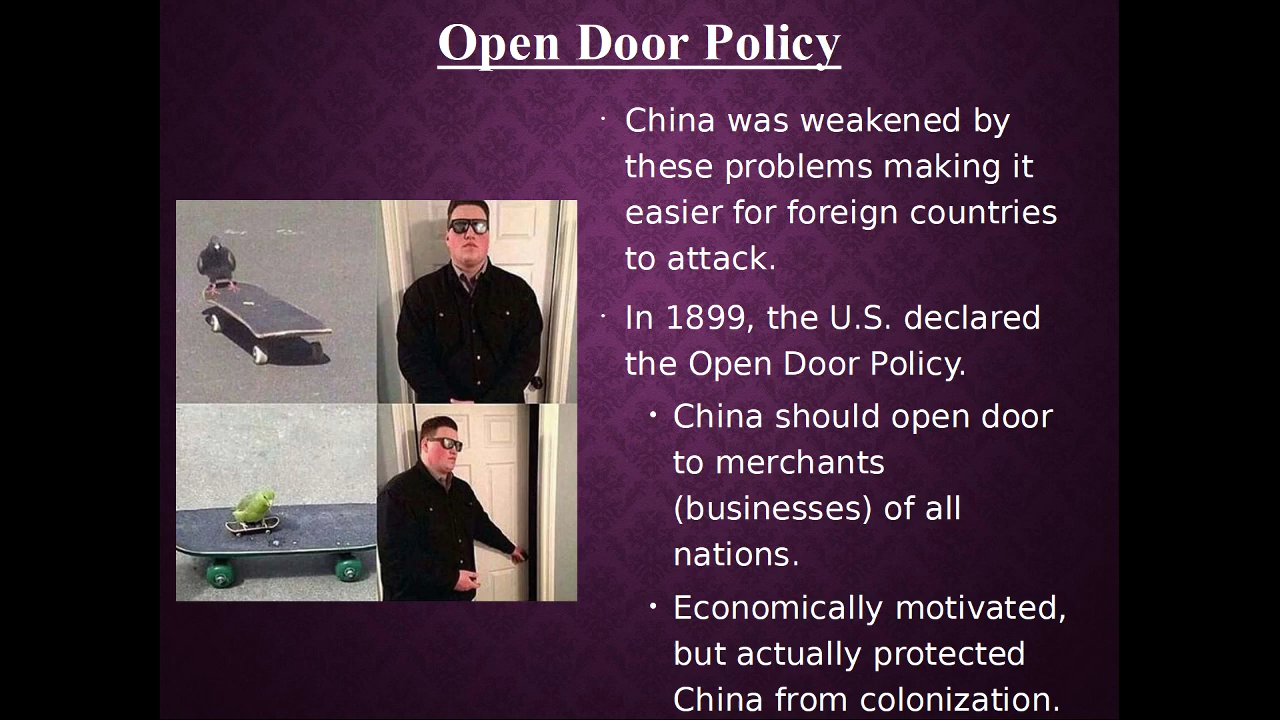 Open Door Policy
· China was weakened by
these problems making it
easier for foreign countries
to attack.
· In 1899, the U.S. declared
the Open Door Policy.
• China should open door
to merchants
(businesses) of all
nations.
• Economically motivated,
but actually protected
China from colonization.